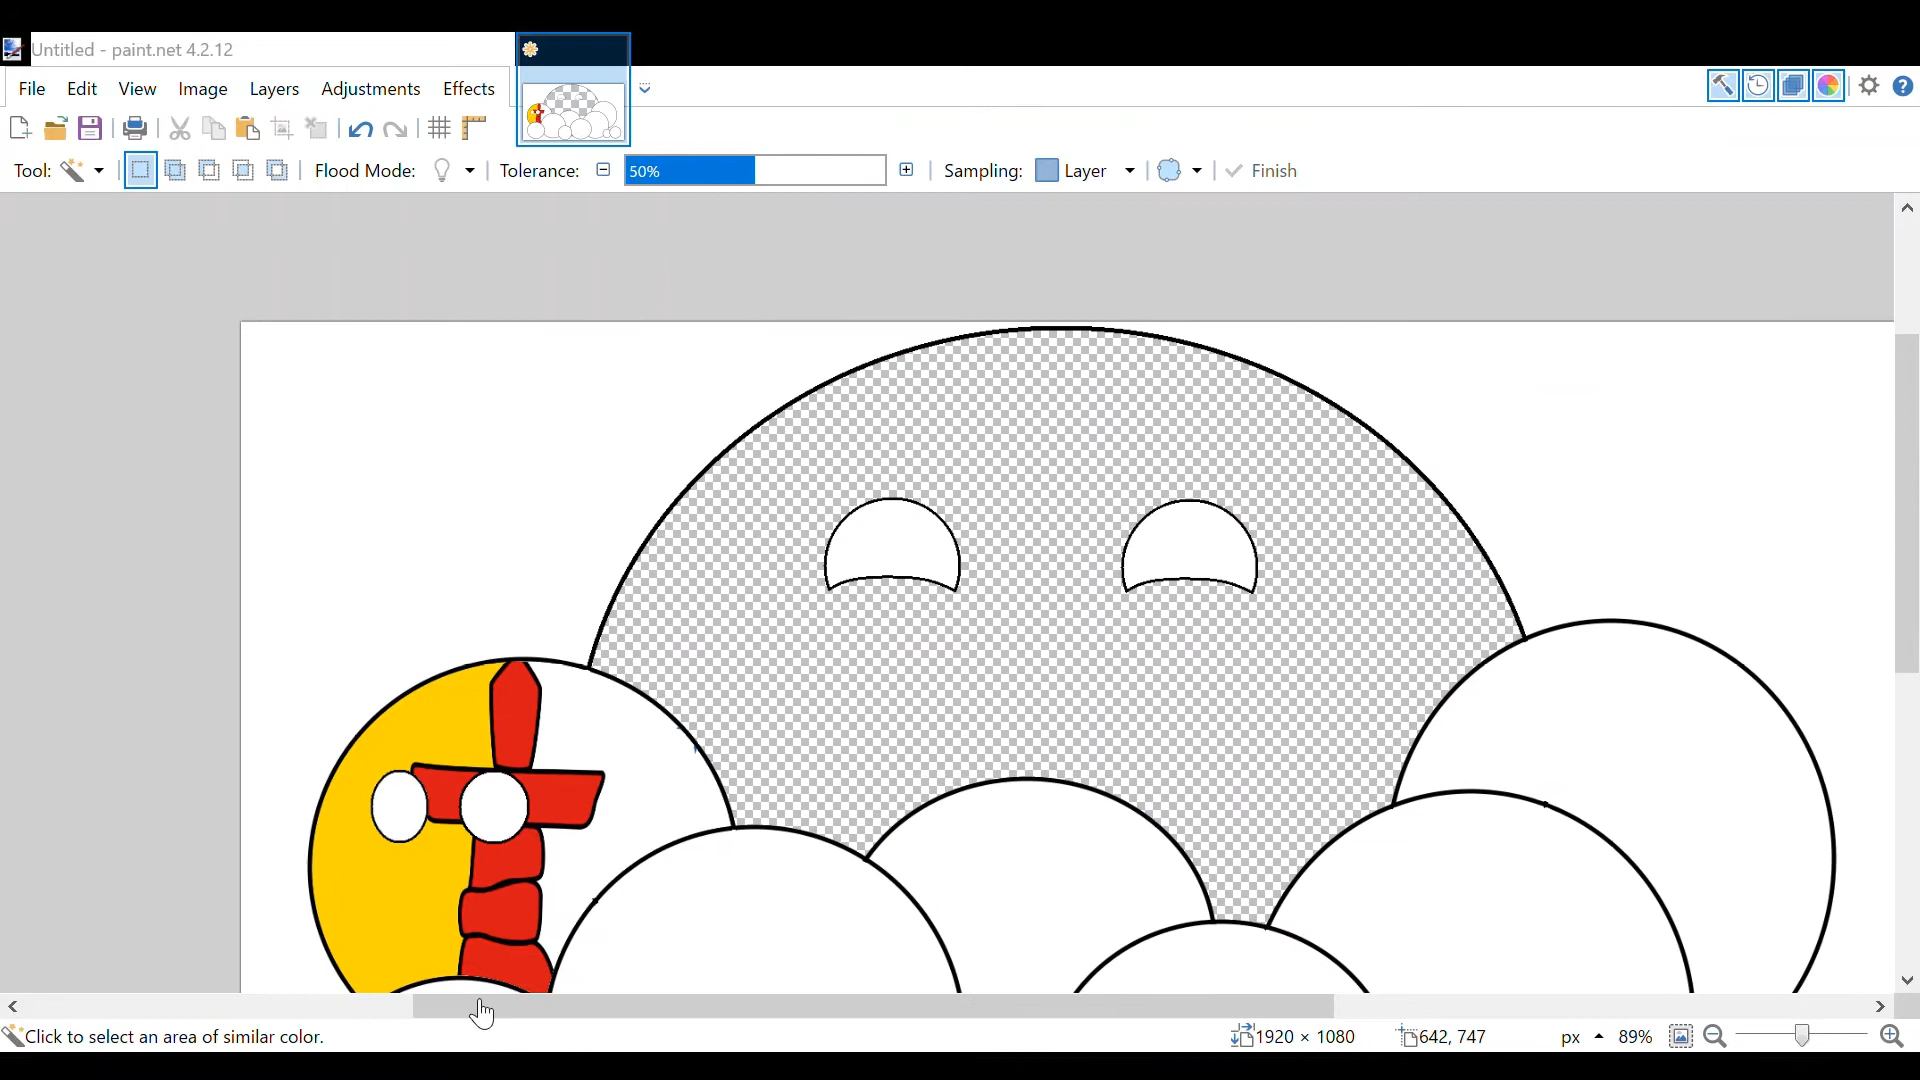 Untitled - paint.net 4.2.12
File Edit View Image Layers Adjustments Effects
Tool: Flood Mode: Tolerance: 50% Sampling: Layer Finish
Click to select an area of similar color. 1920 × 1080 642, 747 px 89%